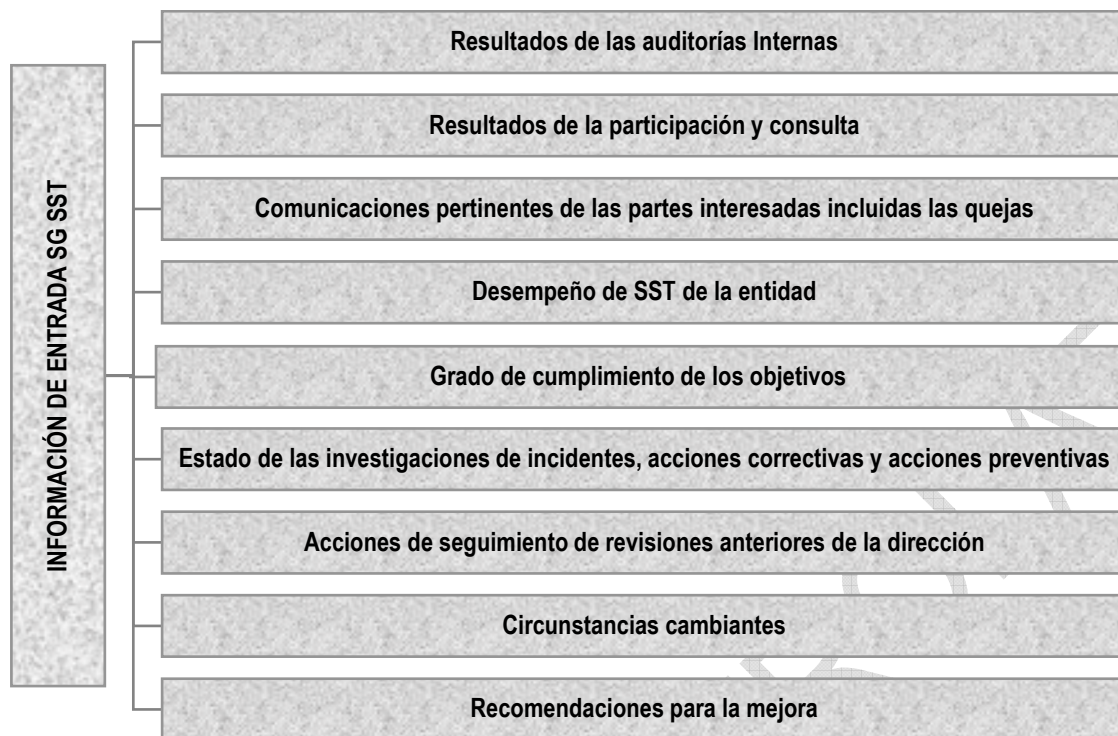 INFORMACIÓN DE ENTRADA SG SST
Resultados de las auditorías Internas
Resultados de la participación y consulta
Comunicaciones pertinentes de las partes interesadas incluidas las quejas
Desempeño de SST de la entidad
Grado de cumplimiento de los objetivos
Estado de las investigaciones de incidentes, acciones correctivas y acciones preventivas
Acciones de seguimiento de revisiones anteriores de la dirección
Circunstancias cambiantes
Recomendaciones para la mejora